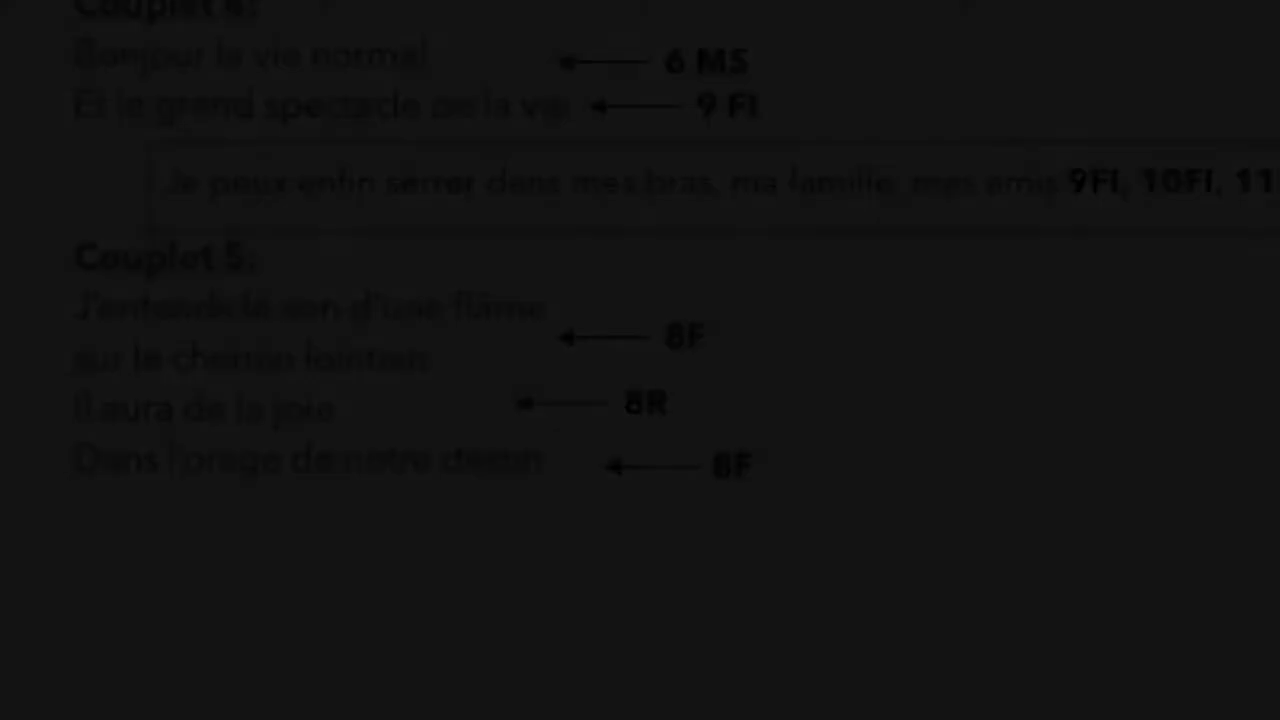 Couplet 4:
Bonjour la vie normal ← 6 MS
Et le grand spectacle de la vie ← 9 FI
Je peux enfin serrer dans mes bras, ma famille, mes amis 9FI, 10FI, 11
Couplet 5:
J'entends le son d'une flame
sur le chemin lointain ← 8F
Il aura de la joie ← 8R
Dans l'orage de notre destin ← 8F